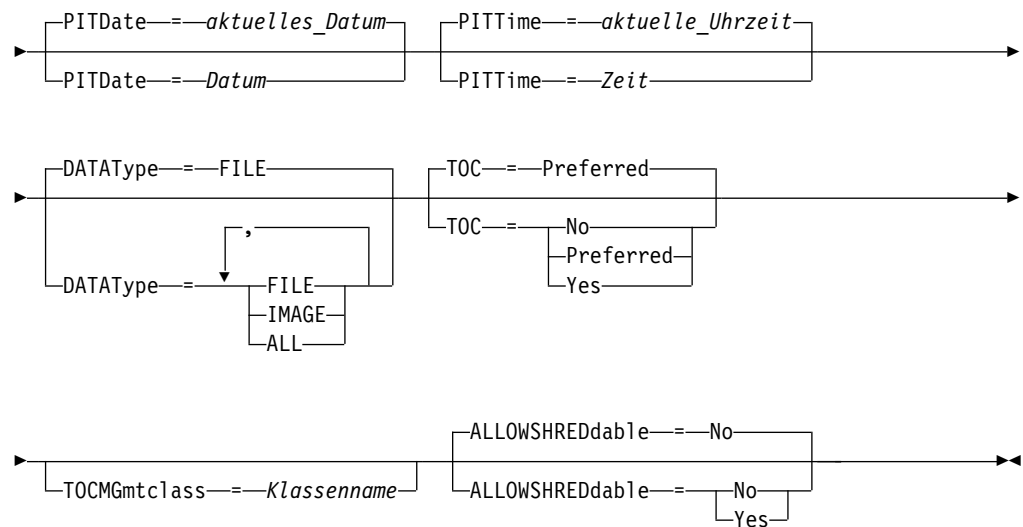 PITDate = aktuelles_Datum PITTime = aktuelle_Uhrzeit
PITDate = Datum PITTime = Zeit
DATAType = FILE TOC = Preferred
, TOC = No
Preferred
DATAType = FILE Yes
IMAGE
ALL
ALLOWSHREDdable = No
TOCMGmtclass = Klassenname ALLOWSHREDdable = No
Yes